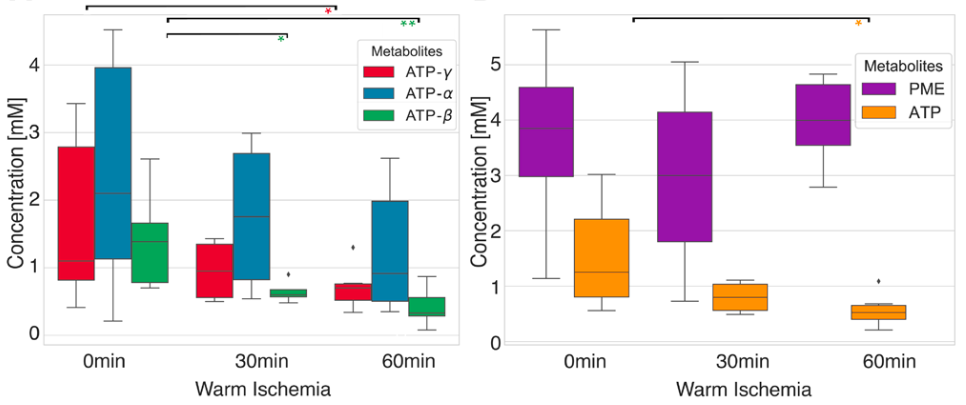 *
**
*
Metabolites
ATP-γ
ATP-α
ATP-β
Concentration [mM]
4
3
2
1
0
0min
30min
60min
Warm Ischemia
*
Metabolites
PME
ATP
Concentration [mM]
5
4
3
2
1
0
0min
30min
60min
Warm Ischemia